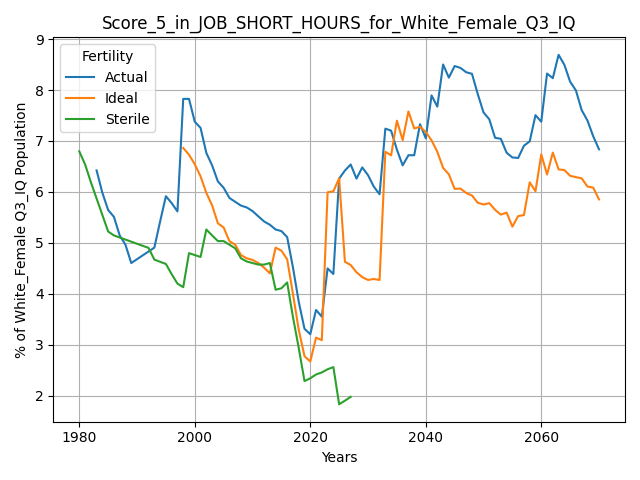 Score_5_in_JOB_SHORT_HOURS_for_White_Female_Q3_IQ
Fertility
Actual
Ideal
Sterile
% of White_Female Q3_IQ Population
9
8
7
6
5
4
3
2
1980
2000
2020
2040
2060
Years